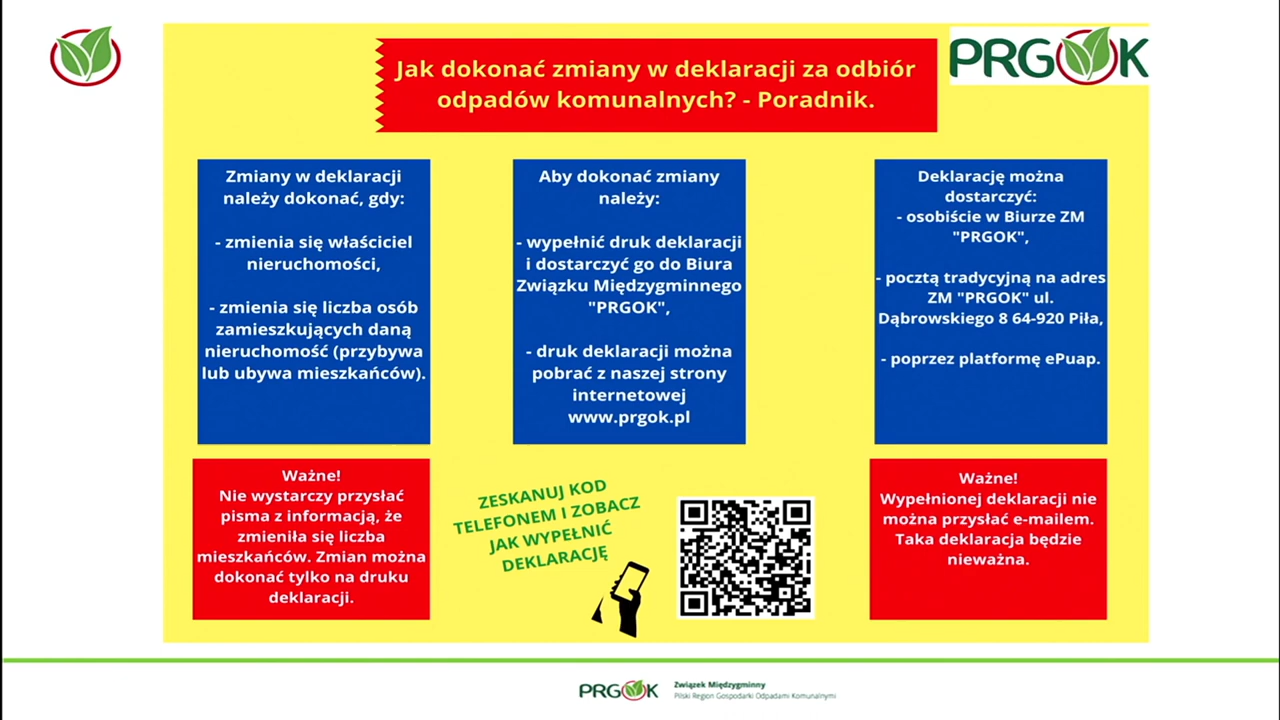 PRGOK
Jak dokonać zmiany w deklaracji za odbiór
odpadów komunalnych? - Poradnik.
Zmiany w deklaracji
należy dokonać, gdy:
- zmienia się właściciel
nieruchomości,
- zmienia się liczba osób
zamieszkujących daną
nieruchomość (przybywa
lub ubywa mieszkańców).
Aby dokonać zmiany
należy:
- wypełnić druk deklaracji
i dostarczyć go do Biura
Związku Międzygminnego
"PRGOK",
- druk deklaracji można
pobrać z naszej strony
internetowej
www.prgok.pl
Deklarację można
dostarczyć:
- osobiście w Biurze ZM
"PRGOK",
- pocztą tradycyjną na adres
ZM "PRGOK" ul.
Dąbrowskiego 8 64-920 Piła,
- poprzez platformę ePuap.
Ważne!
Nie wystarczy przysłać
pisma z informacją, że
zmieniła się liczba
mieszkańców. Zmian można
dokonać tylko na druku
deklaracji.
ZESKANUJ KOD
TELEFONEM I ZOBACZ
JAK WYPEŁNIĆ
DEKLARACJĘ
Ważne!
Wypełnionej deklaracji nie
można przysłać e-mailem.
Taka deklaracja będzie
nieważna.
PRGOK
Związek Międzygminny
Pilski Region Gospodarki Odpadami Komunalnymi